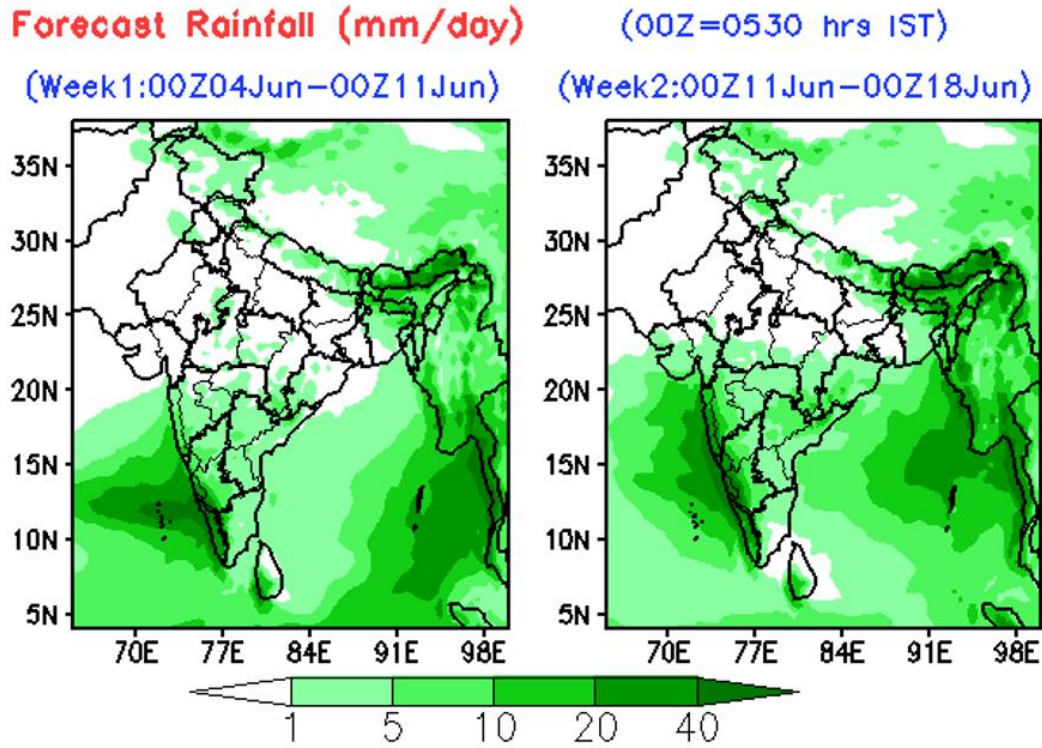 Forecast Rainfall (mm/day) (00Z=0530 hrs IST)
(Week1:00Z04Jun-00Z11Jun) (Week2:00Z11Jun-00Z18Jun)
35N 35N
30N 30N
25N 25N
20N 20N
15N 15N
10N 10N
5N 5N
70E 77E 84E 91E 98E 70E 77E 84E 91E 98E
1 5 10 20 40